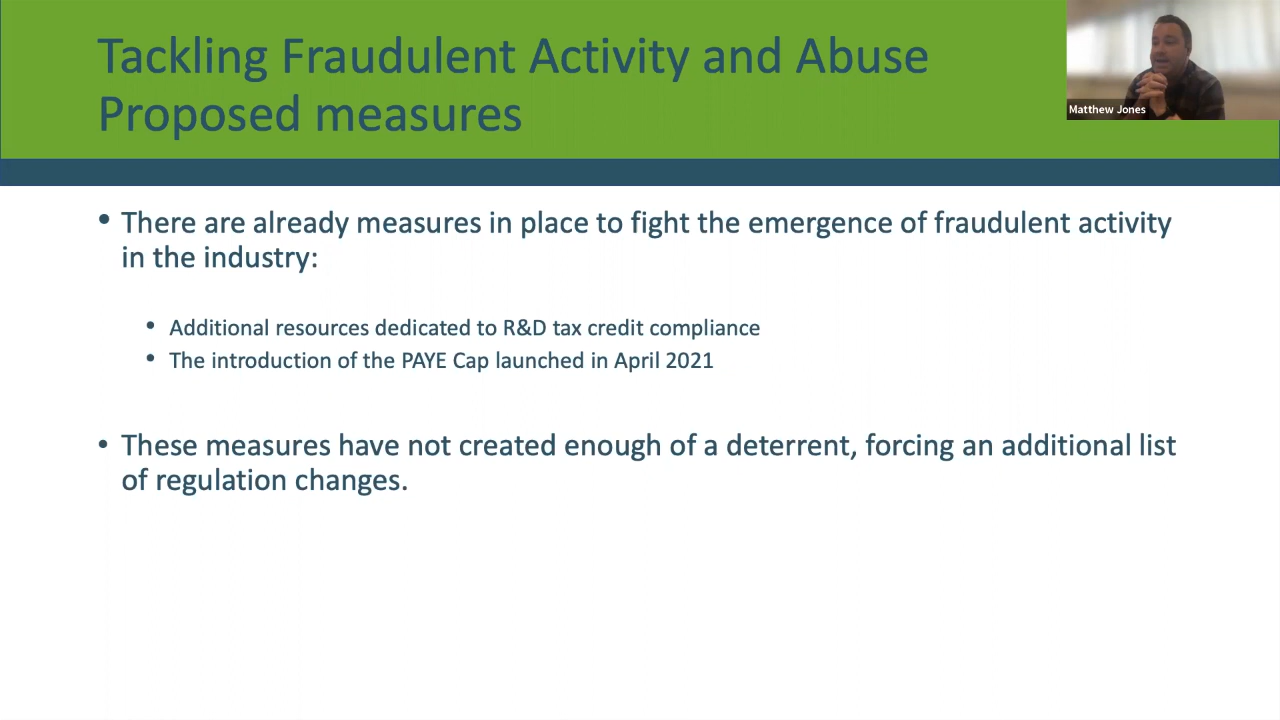 Tackling Fraudulent Activity and Abuse
Proposed measures
Matthew Jones
• There are already measures in place to fight the emergence of fraudulent activity
in the industry:
• Additional resources dedicated to R&D tax credit compliance
• The introduction of the PAYE Cap launched in April 2021
• These measures have not created enough of a deterrent, forcing an additional list
of regulation changes.